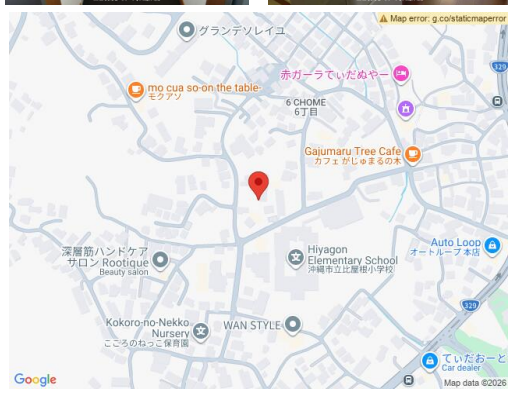 Map error: g.co/staticmaperror
グランデソレイユ
329
赤ガーラてぃだぬやー
mo cua so-on the table·
モクアソ
6 CHOME
6丁目
Gajumaru Tree Cafe
カフェ がじゅまるの木
深層筋ハンドケア
サロン Rootique
Beauty salon
Hiyagon
Elementary School
沖縄市立比屋根小学校
Auto Loop
オートループ 本店
329
Kokoro-no-Nekko
Nursery
こころのねっこ保育園
WAN STYLE
てぃだおーと
Car dealer
Google
Map data ©2026